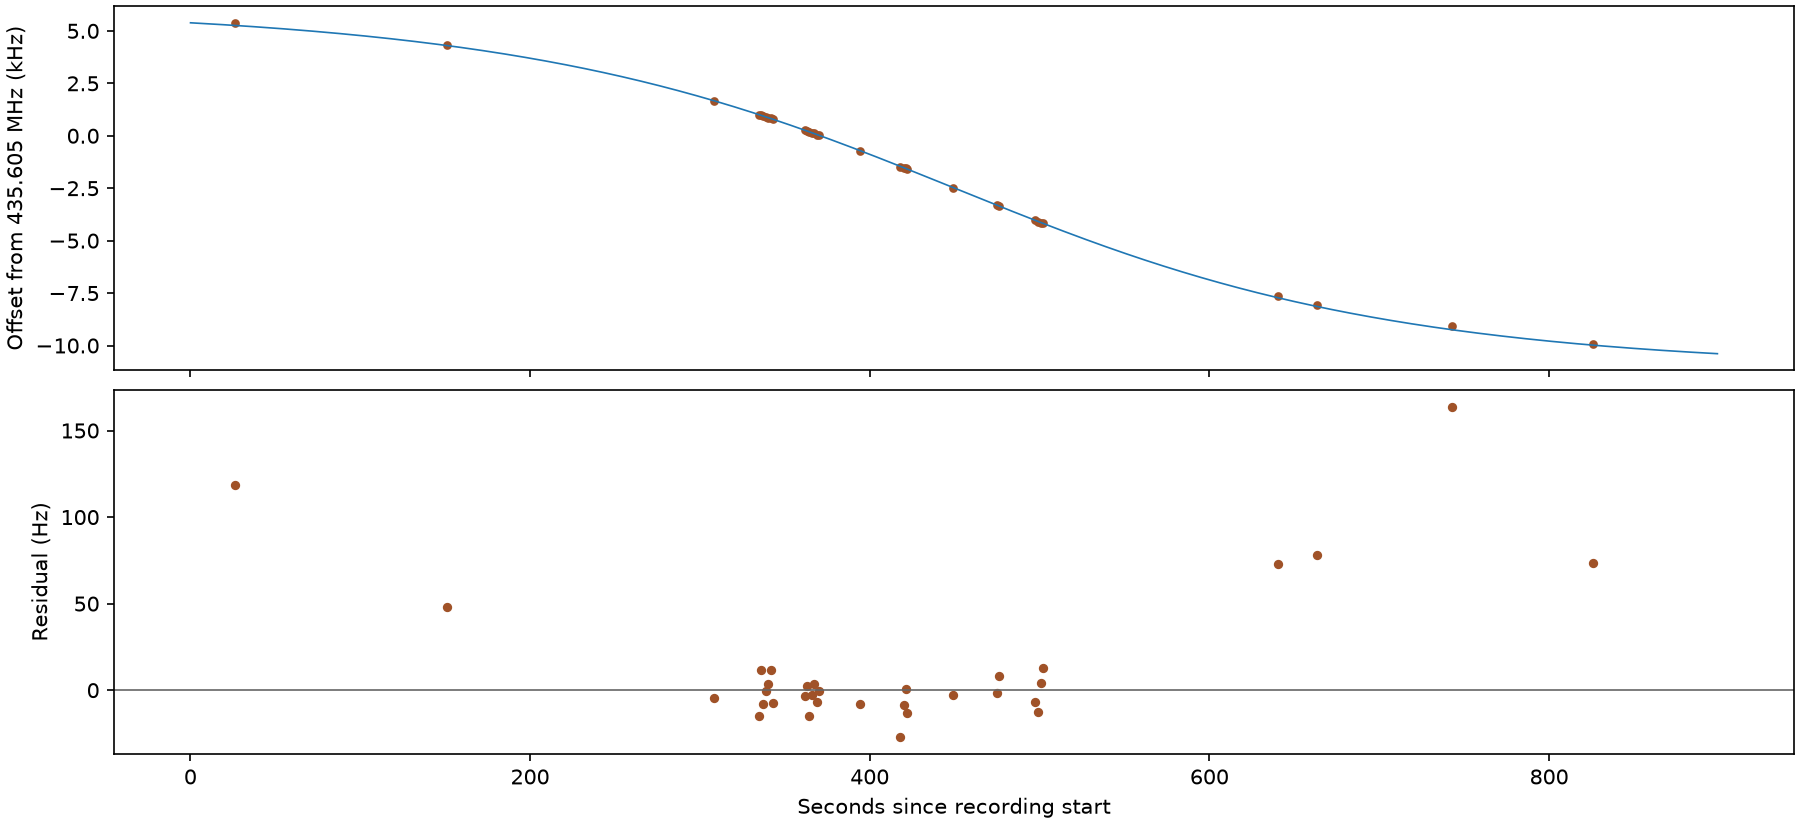 Offset from 435.605 MHz (kHz)
5.0
2.5
0.0
−2.5
−5.0
−7.5
−10.0
Residual (Hz)
150
100
50
0
0 200 400 600 800
Seconds since recording start